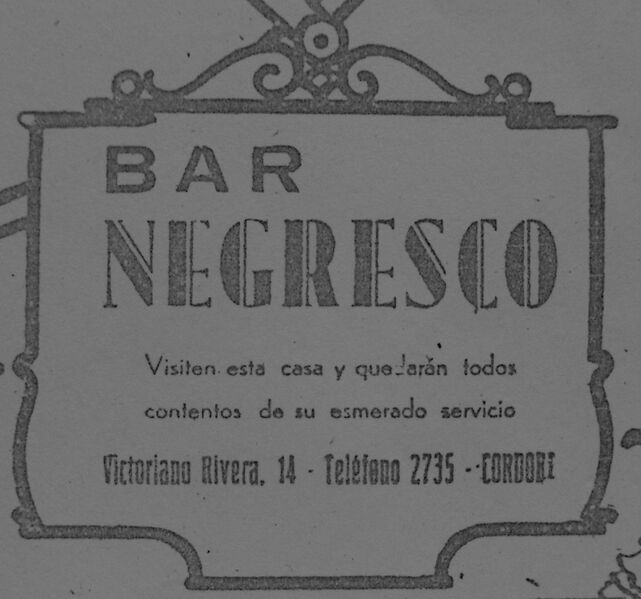 BAR
NEGRESCO
Visiten esta casa y quedarán todos
contentos de su esmerado servicio
Victoriano Rivera, 14 - Teléfono 2735 - CORDOBA